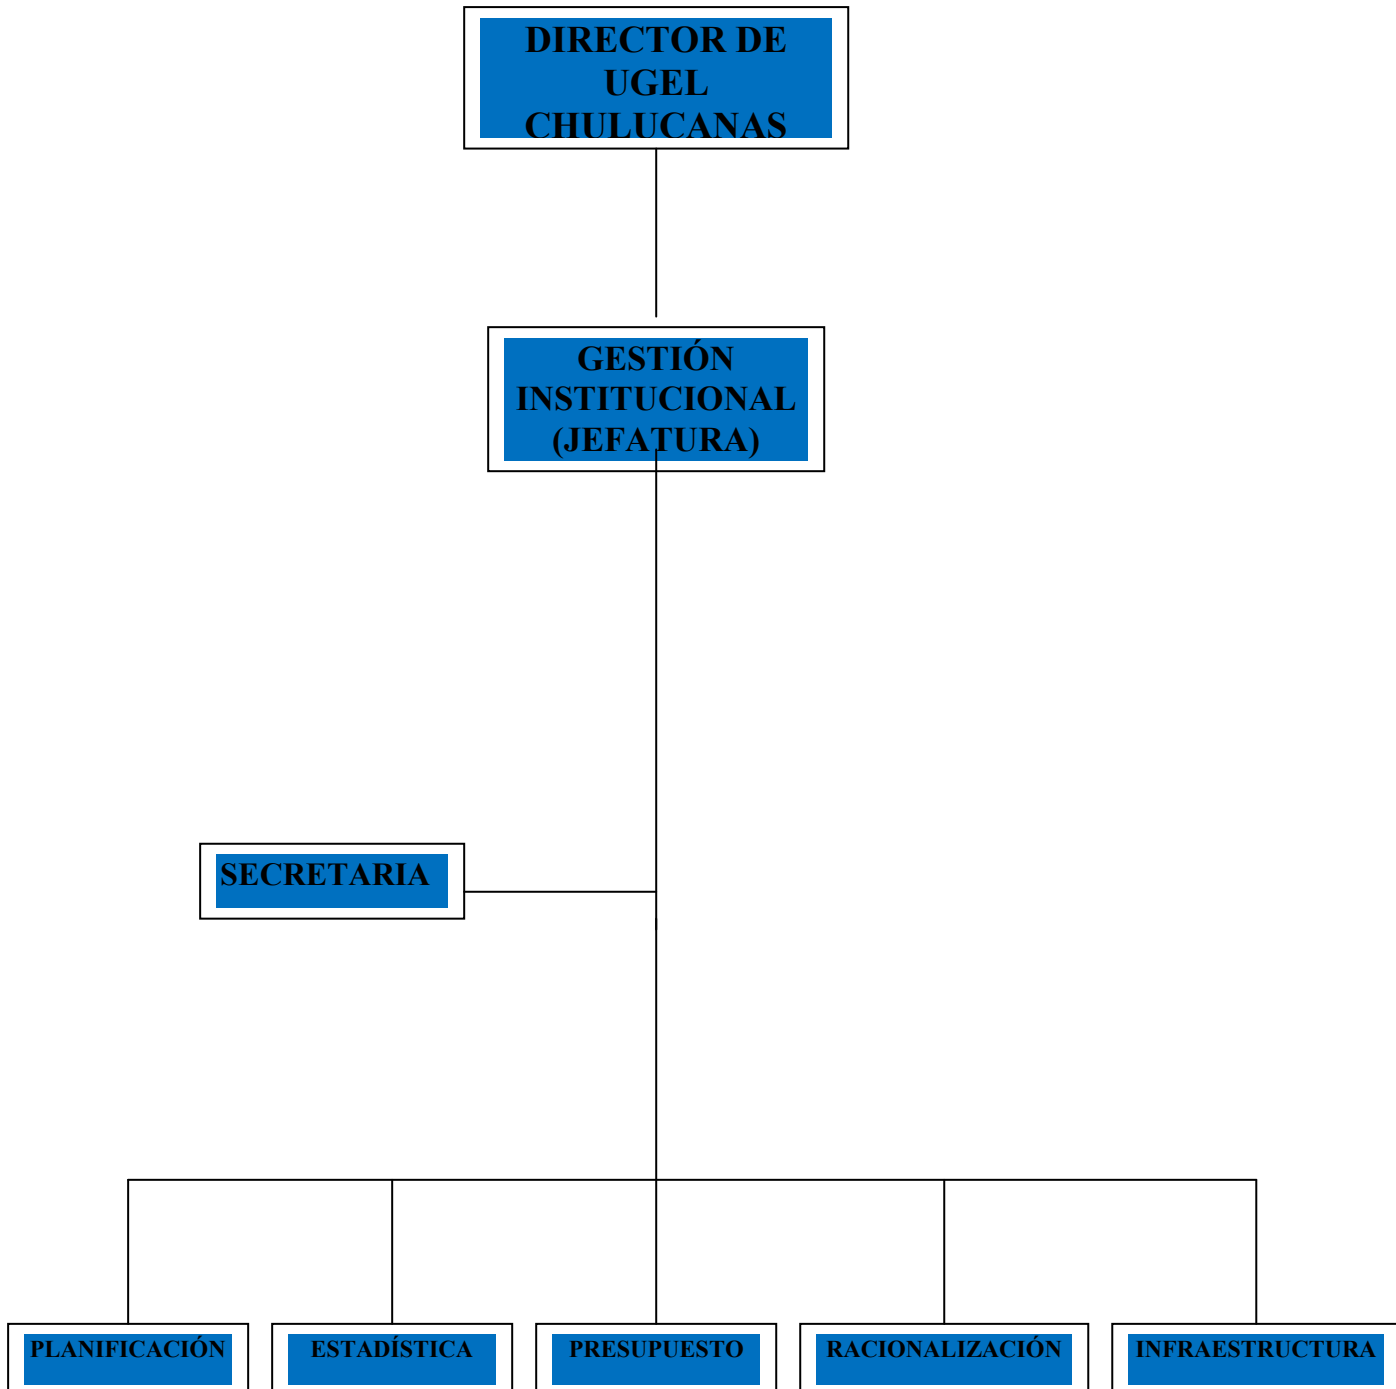 DIRECTOR DE
UGEL
CHULUCANAS
GESTIÓN
INSTITUCIONAL
(JEFATURA)
SECRETARIA
PLANIFICACIÓN
ESTADÍSTICA
PRESUPUESTO
RACIONALIZACIÓN
INFRAESTRUCTURA